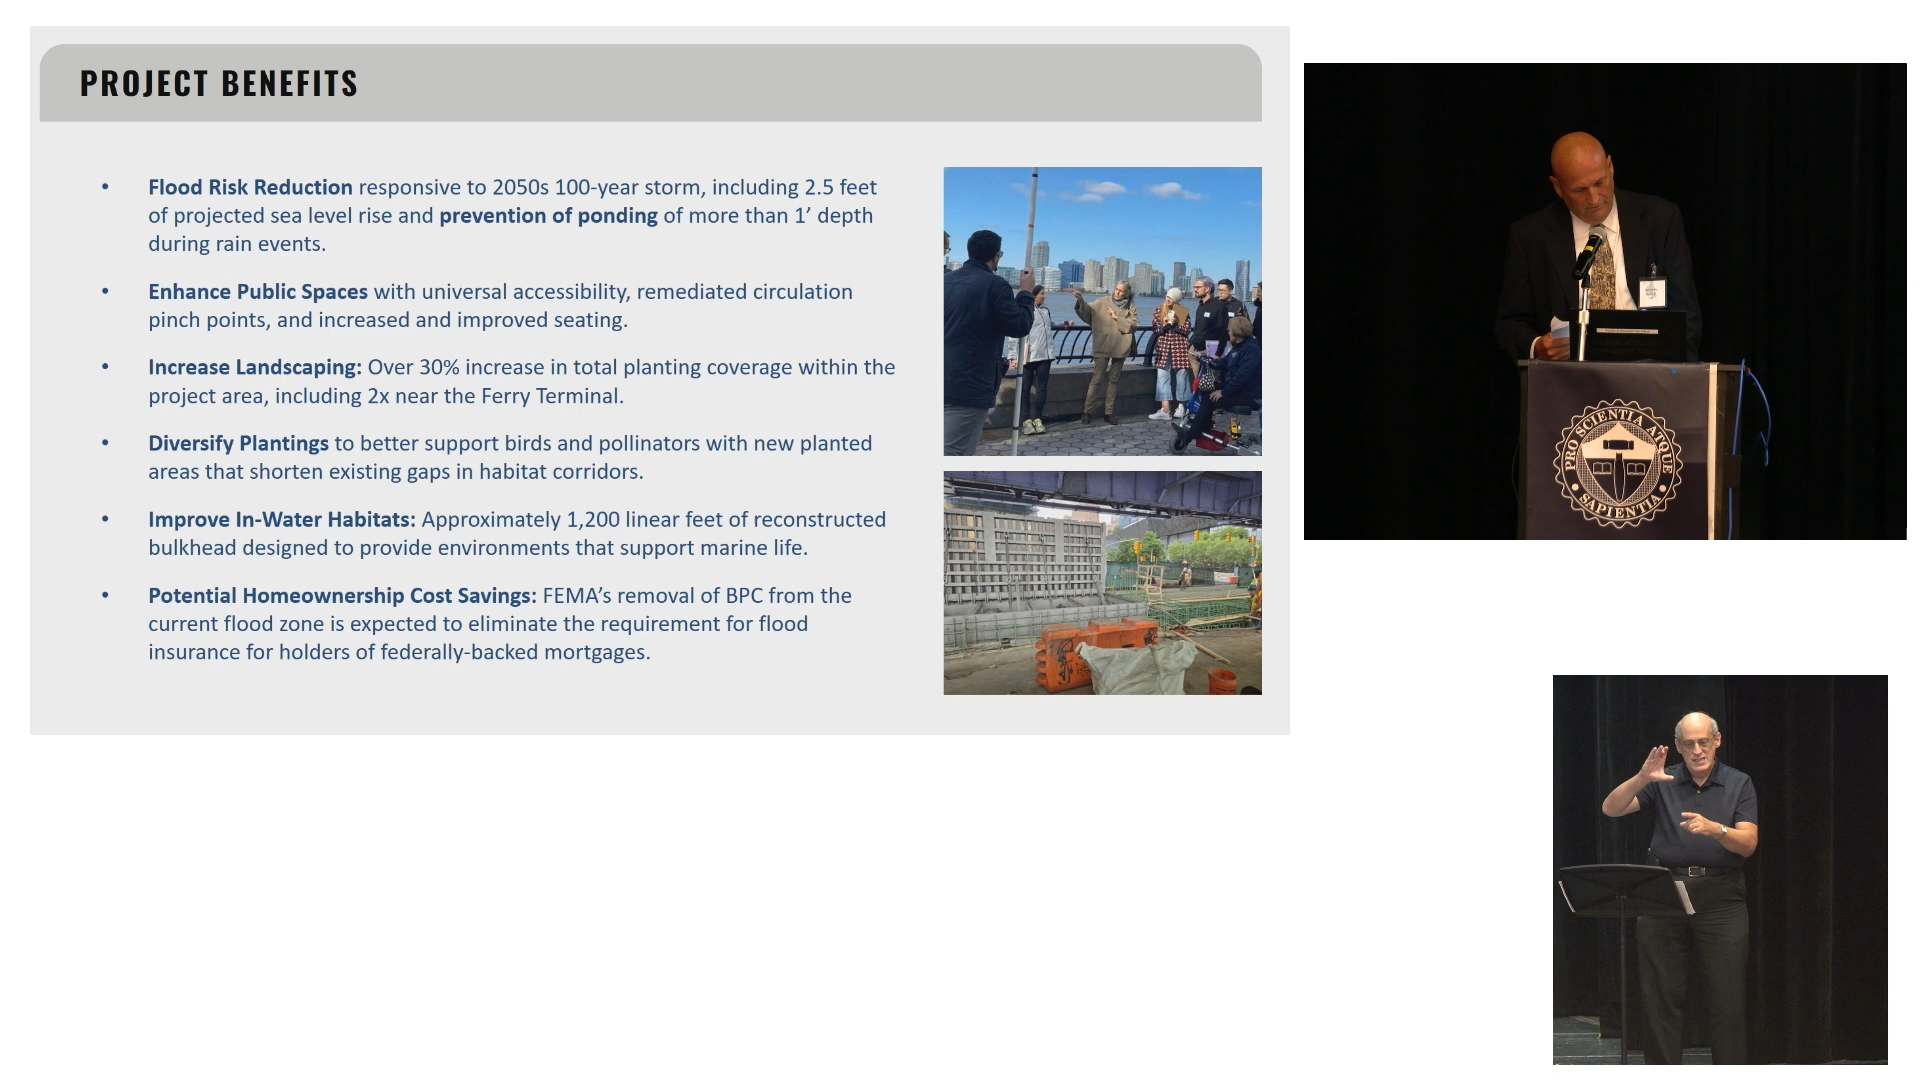 PROJECT BENEFITS
• Flood Risk Reduction responsive to 2050s 100-year storm, including 2.5 feet
of projected sea level rise and prevention of ponding of more than 1’ depth
during rain events.
• Enhance Public Spaces with universal accessibility, remediated circulation
pinch points, and increased and improved seating.
• Increase Landscaping: Over 30% increase in total planting coverage within the
project area, including 2x near the Ferry Terminal.
• Diversify Plantings to better support birds and pollinators with new planted
areas that shorten existing gaps in habitat corridors.
• Improve In-Water Habitats: Approximately 1,200 linear feet of reconstructed
bulkhead designed to provide environments that support marine life.
• Potential Homeownership Cost Savings: FEMA’s removal of BPC from the
current flood zone is expected to eliminate the requirement for flood
insurance for holders of federally-backed mortgages.
PRO SCIENTIA ATQUE
SAPIENTIA